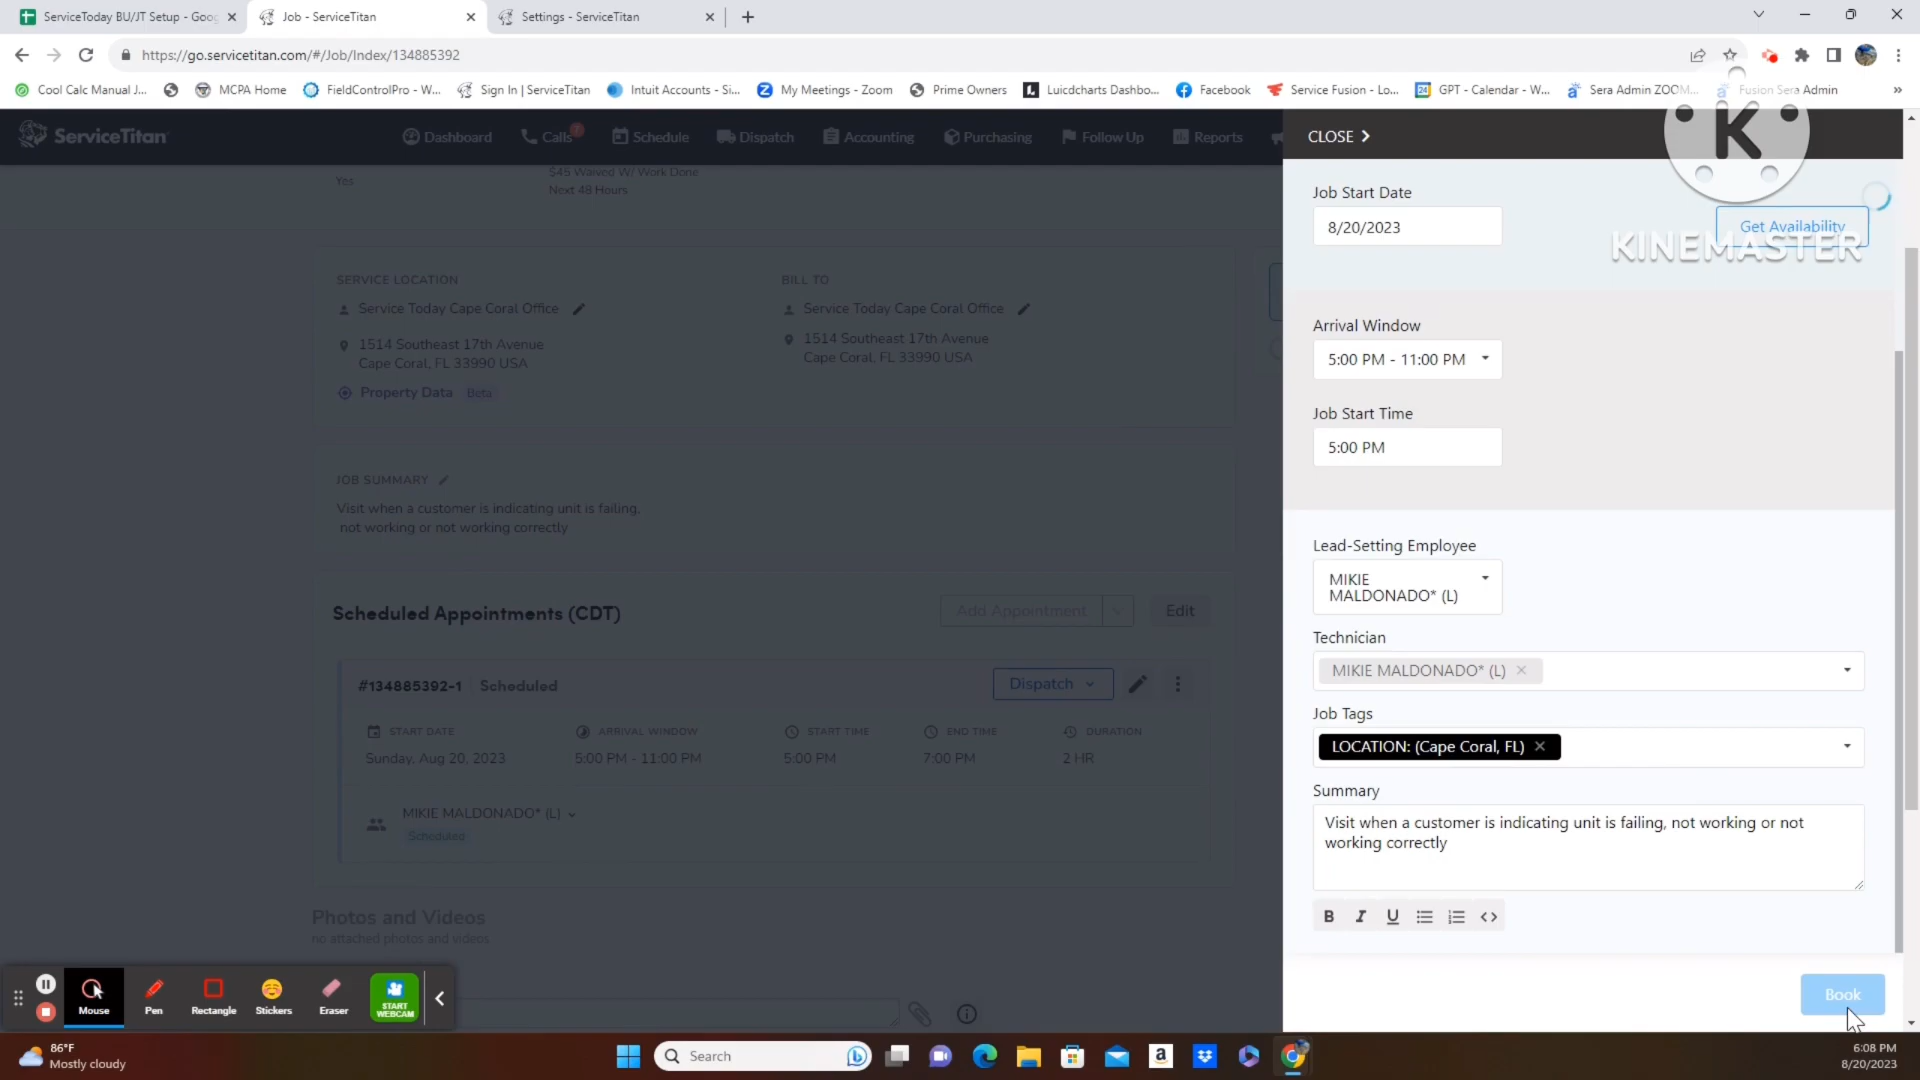 ServiceToday BU/JT Setup - Goog
Job - ServiceTitan
Settings - ServiceTitan
https://go.servicetitan.com/#/Job/Index/134885392
Cool Calc Manual J...
MCPA Home
FieldControlPro - W...
Sign In | ServiceTitan
Intuit Accounts - Si...
My Meetings - Zoom
Prime Owners
Luicdcharts Dashbo...
Facebook
Service Fusion - Lo...
GPT - Calendar - W...
Sera Admin ZOOM...
Fusion Sera Admin
ServiceTitan
Dashboard
Calls
Schedule
Dispatch
Accounting
Purchasing
Follow Up
Reports
CLOSE
K
KINEMASTER
Yes
$45 Waived W/ Work Done
Next 48 Hours
SERVICE LOCATION
Service Today Cape Coral Office
1514 Southeast 17th Avenue
Cape Coral, FL 33990 USA
Property Data Beta
BILL TO
Service Today Cape Coral Office
1514 Southeast 17th Avenue
Cape Coral, FL 33990 USA
JOB SUMMARY
Visit when a customer is indicating unit is failing,
not working or not working correctly
Scheduled Appointments (CDT)
Add Appointment
Edit
#134885392-1 Scheduled
Dispatch
START DATE
ARRIVAL WINDOW
START TIME
END TIME
DURATION
Sunday, Aug 20, 2023
5:00 PM - 11:00 PM
5:00 PM
7:00 PM
2 HR
MIKIE MALDONADO* (L)
Scheduled
Photos and Videos
no attached photos and videos
Job Start Date
8/20/2023
Get Availability
Arrival Window
5:00 PM - 11:00 PM
Job Start Time
5:00 PM
Lead-Setting Employee
MIKIE
MALDONADO* (L)
Technician
MIKIE MALDONADO* (L)
Job Tags
LOCATION: (Cape Coral, FL)
Summary
Visit when a customer is indicating unit is failing, not working or not
working correctly
B I U
Book
Mouse
Pen
Rectangle
Stickers
Eraser
START
WEBCAM
86°F
Mostly cloudy
Search
6:08 PM
8/20/2023